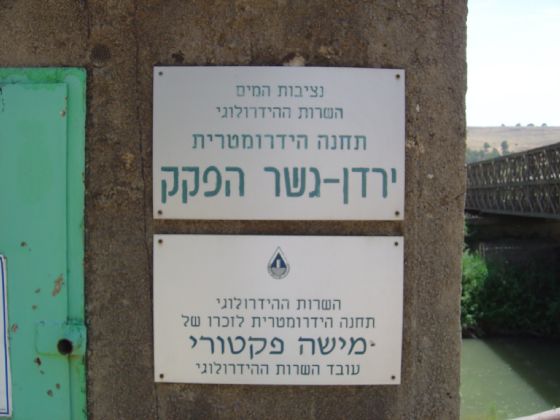 נציבות המים
השרות ההידרולוגי
תחנה הידרומטרית
ירדן-גשר הפקק
השרות ההידרולוגי
תחנה הידרומטרית לזכרו של
מישה פקטורי
עובד השרות ההידרולוגי